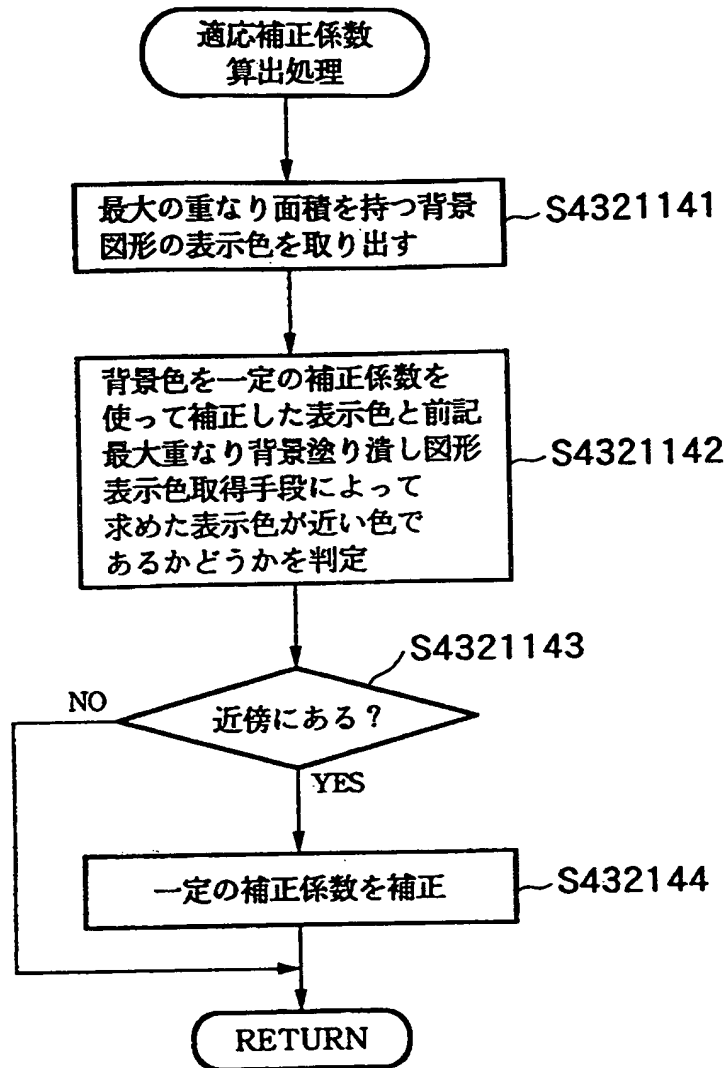 適応補正係数
算出処理
最大の重なり面積を持つ背景
図形の表示色を取り出す
S4321141
背景色を一定の補正係数を
使って補正した表示色と前記
最大重なり背景塗り潰し図形
表示色取得手段によって
求めた表示色が近い色で
あるかどうかを判定
S4321142
S4321143
NO
近傍にある？
YES
一定の補正係数を補正
S432144
RETURN